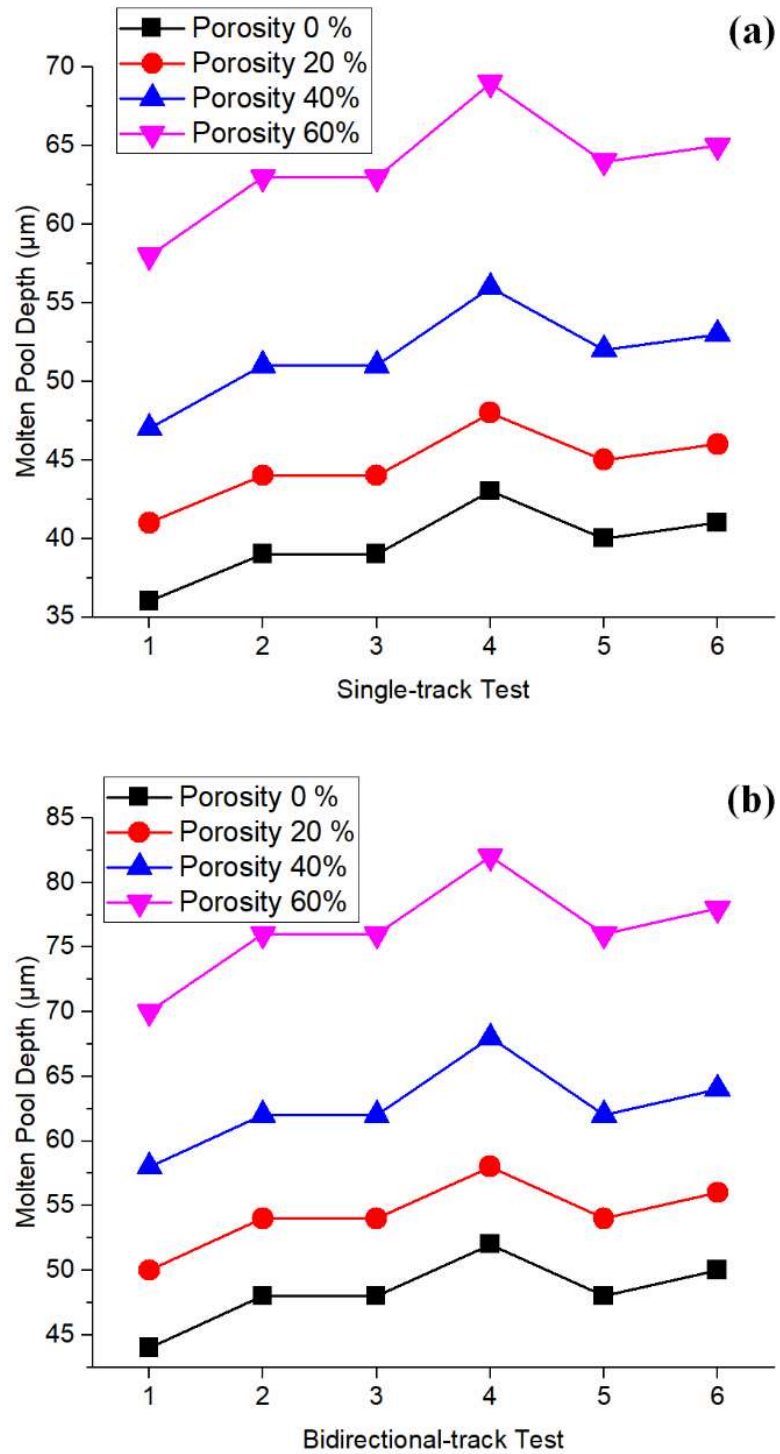 (a)
Porosity 0 %
Porosity 20 %
Porosity 40%
Porosity 60%
70
65
60
55
50
45
40
35
Molten Pool Depth (µm)
1 2 3 4 5 6
Single-track Test
(b)
Porosity 0 %
Porosity 20 %
Porosity 40%
Porosity 60%
85
80
75
70
65
60
55
50
45
Molten Pool Depth (µm)
1 2 3 4 5 6
Bidirectional-track Test